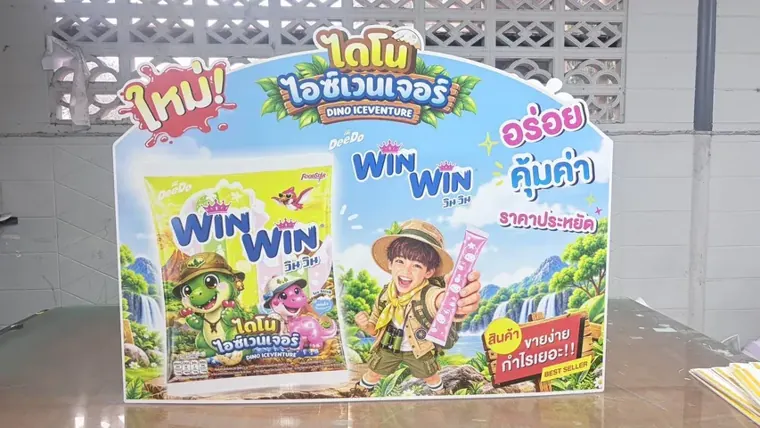 ใหม่!
ไดโน
ไอซ์เวนเจอร์
DINO ICEVENTURE
DeeDo
WIN
WIN
วิน วิน
อร่อย
คุ้มค่า
ราคาประหยัด
DeeDo
WIN
WIN
วิน วิน
ไดโน
ไอซ์เวนเจอร์
DINO ICEVENTURE
สินค้า ขายง่าย
กำไรเยอะ!!
BEST SELLER